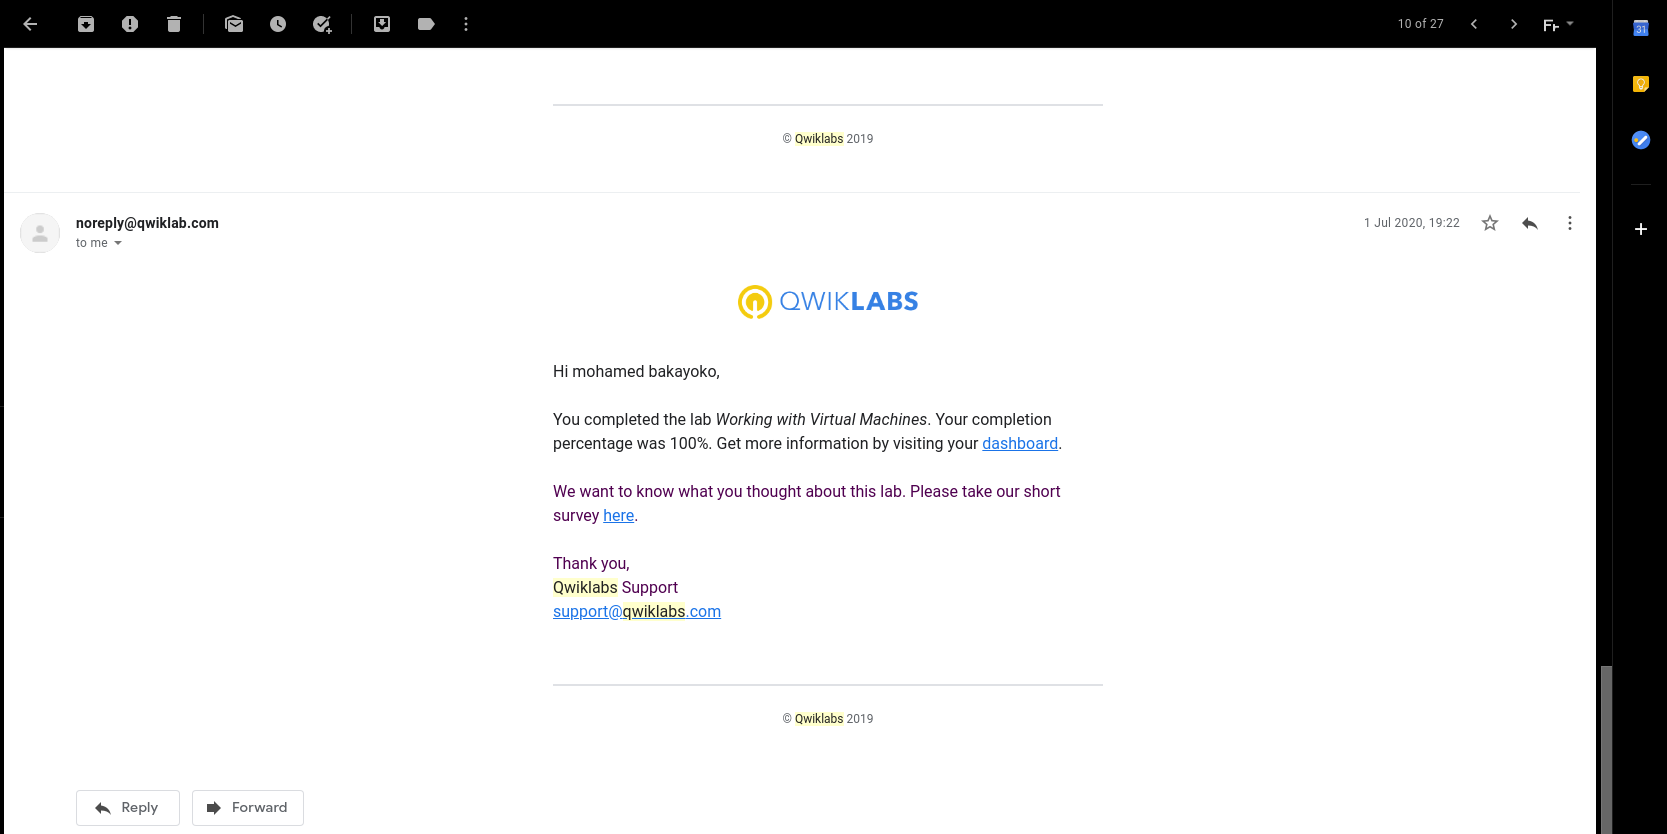 10 of 27
31
© Qwiklabs 2019
noreply@qwiklab.com
1 Jul 2020, 19:22
to me
QWIKLABS
Hi mohamed bakayoko,
You completed the lab Working with Virtual Machines. Your completion
percentage was 100%. Get more information by visiting your dashboard.
We want to know what you thought about this lab. Please take our short
survey here.
Thank you,
Qwiklabs Support
support@qwiklabs.com
© Qwiklabs 2019
Reply
Forward